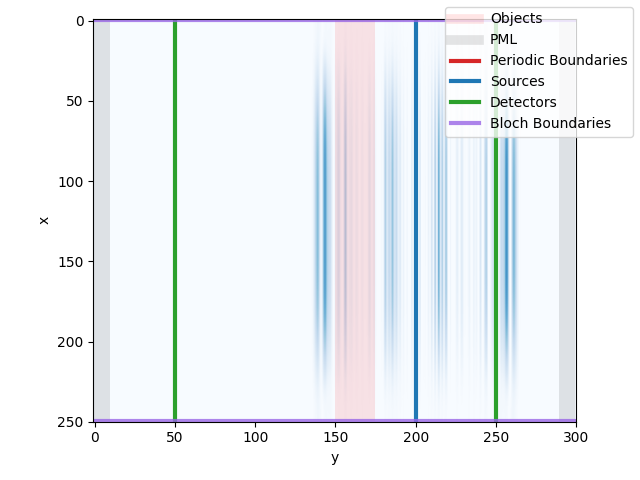 Objects
PML
Periodic Boundaries
Sources
Detectors
Bloch Boundaries
0
50
100
150
200
250
x
0
50
100
150
200
250
300
y